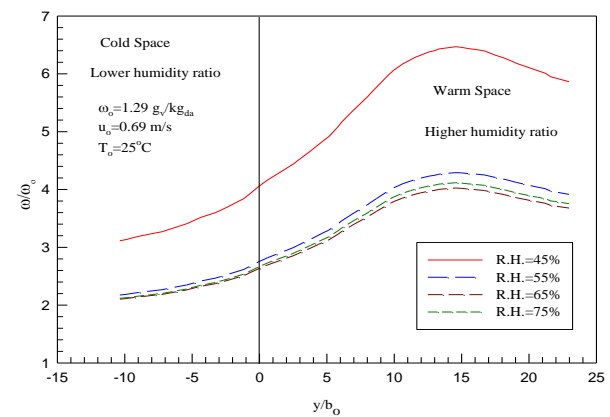 7
6
5
4
3
2
1
ω/ωo
Cold Space
Lower humidity ratio
ωo=1.29 gv/kgda
uo=0.69 m/s
To=25°C
Warm Space
Higher humidity ratio
R.H.=45%
R.H.=55%
R.H.=65%
R.H.=75%
-15 -10 -5 0 5 10 15 20 25
y/bo